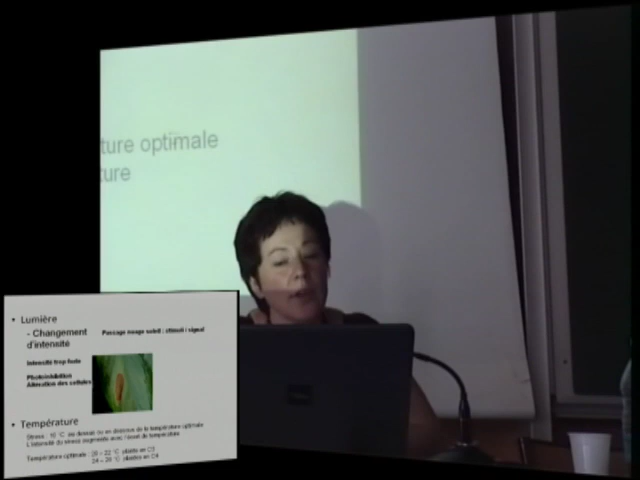 ture optimale
ture
• Lumière
- Changement d'intensité
Passage nuage soleil : stimuli / signal
Intensité trop forte
Photoinhibition
Altération des cellules
• Température
Stress : 10 °C au dessus ou en dessous de la température optimale
L'intensité du stress augmente avec l'écart de température
Température optimale : 20 – 22 °C plante en C3
24 – 26 °C plantes en C4